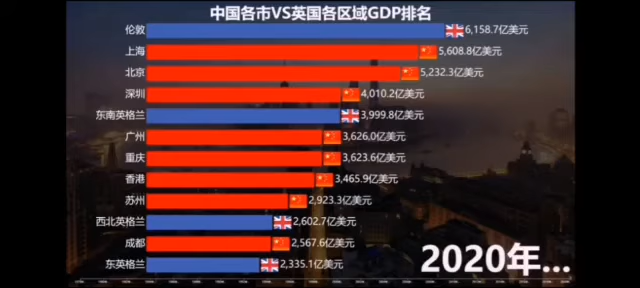 中国各市VS英国各区域GDP排名
伦敦 6,158.7亿美元
上海 5,608.8亿美元
北京 5,232.3亿美元
深圳 4,010.2亿美元
东南英格兰 3,999.8亿美元
广州 3,626.0亿美元
重庆 3,623.6亿美元
香港 3,465.9亿美元
苏州 2,923.3亿美元
西北英格兰 2,602.7亿美元
成都 2,567.6亿美元
东英格兰 2,335.1亿美元
2020年...